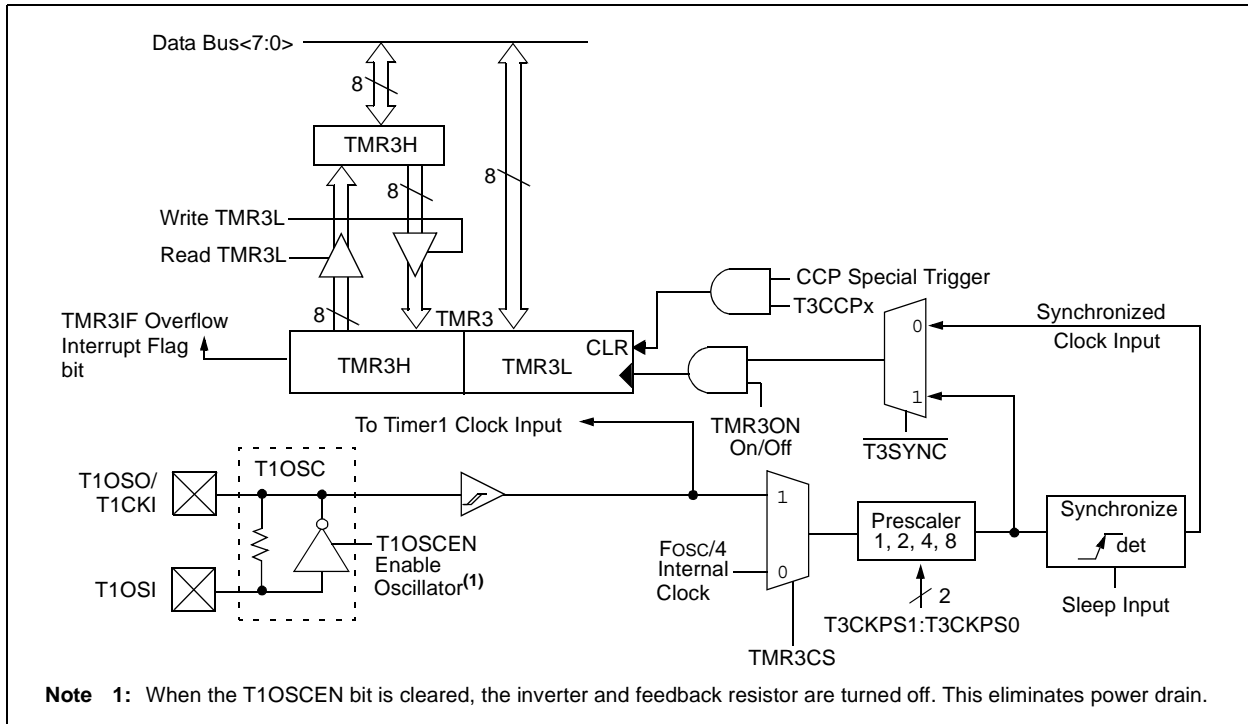 Data Bus<7:0>
8
TMR3H
8
8
Write TMR3L
Read TMR3L
CCP Special Trigger
T3CCPx
8
TMR3
TMR3IF Overflow
Interrupt Flag
bit
TMR3H
TMR3L
CLR
0
Synchronized
Clock Input
1
TMR3ON
On/Off
T3SYNC
To Timer1 Clock Input
T1OSC
T1OSO/
T1CKI
1
Prescaler
1, 2, 4, 8
Synchronize
det
T1OSCEN
Enable
Oscillator(1)
FOSC/4
Internal
Clock
0
T1OSI
2
Sleep Input
T3CKPS1:T3CKPS0
TMR3CS
Note 1: When the T1OSCEN bit is cleared, the inverter and feedback resistor are turned off. This eliminates power drain.